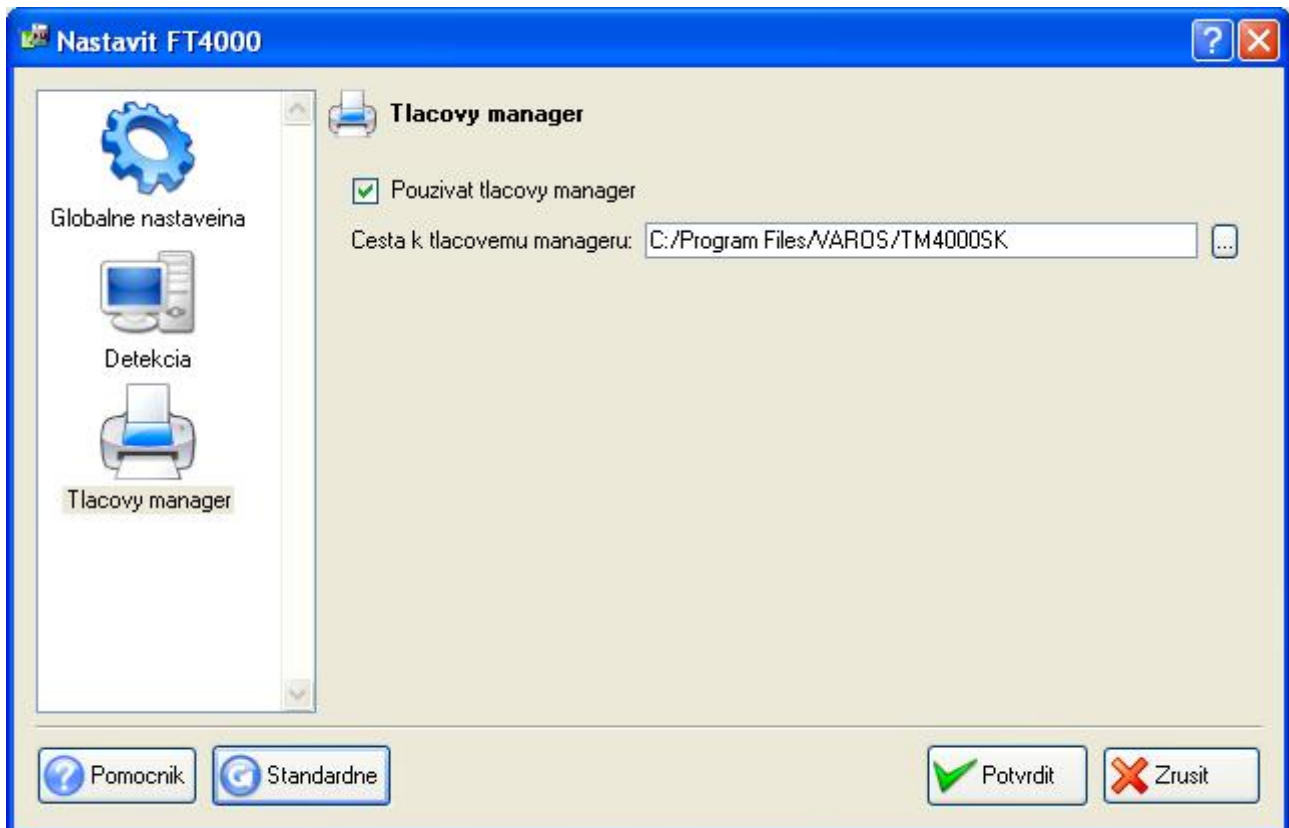 Nastavit FT4000
Globalne nastaveina
Detekcia
Tlacovy manager
Tlacovy manager
Pouzivat tlacovy manager
Cesta k tlacovemu manageru: C:/Program Files/VAROS/TM4000SK ...
Pomocnik Standardne Potvrdit Zrusit